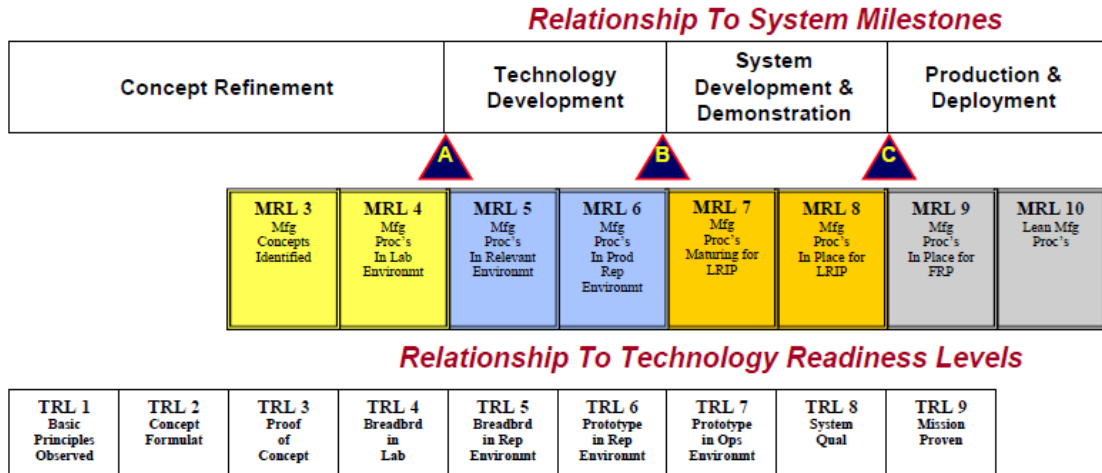 Relationship To System Milestones
Concept Refinement
Technology
Development
System
Development &
Demonstration
Production &
Deployment
A
B
C
MRL 3
Mfg
Concepts
Identified
MRL 4
Mfg
Proc's
In Lab
Environmt
MRL 5
Mfg
Proc's
In Relevant
Environmt
MRL 6
Mfg
Proc's
In Prod
Rep
Environmt
MRL 7
Mfg
Proc's
Maturing for
LRIP
MRL 8
Mfg
Proc's
In Place for
LRIP
MRL 9
Mfg
Proc's
In Place for
FRP
MRL 10
Lean Mfg
Proc's
Relationship To Technology Readiness Levels
TRL 1
Basic
Principles
Observed
TRL 2
Concept
Formulat
TRL 3
Proof
of
Concept
TRL 4
Breadbrd
in
Lab
TRL 5
Breadbrd
in Rep
Environmt
TRL 6
Prototype
in Rep
Environmt
TRL 7
Prototype
in Ops
Environmt
TRL 8
System
Qual
TRL 9
Mission
Proven